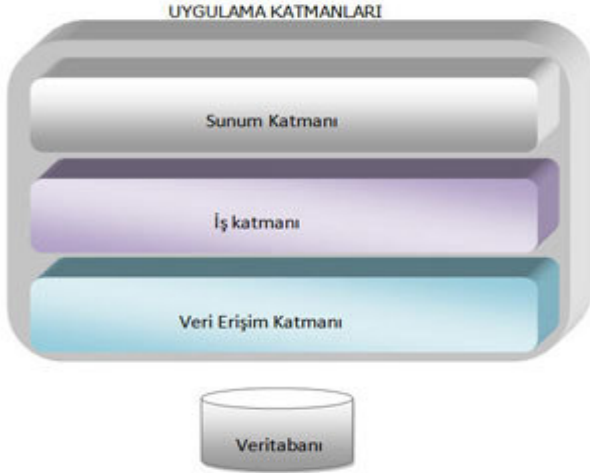 UYGULAMA KATMANLARI
Sunum Katmanı
İş katmanı
Veri Erişim Katmanı
Veritabanı